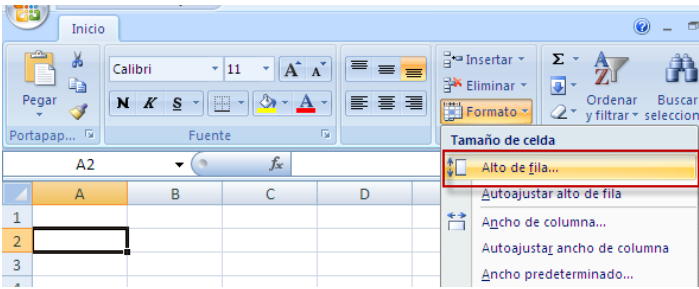 Inicio
Calibri 11 A A
Insertar Σ A Z
Eliminar
Pegar N K S A Formato Ordenar y filtrar Buscar seleccion
Portapap... Fuente Tamaño de celda
A2 fx Alto de fila...
A B C D Autoajustar alto de fila
1 Ancho de columna...
2 Autoajustar ancho de columna
3 Ancho predeterminado...